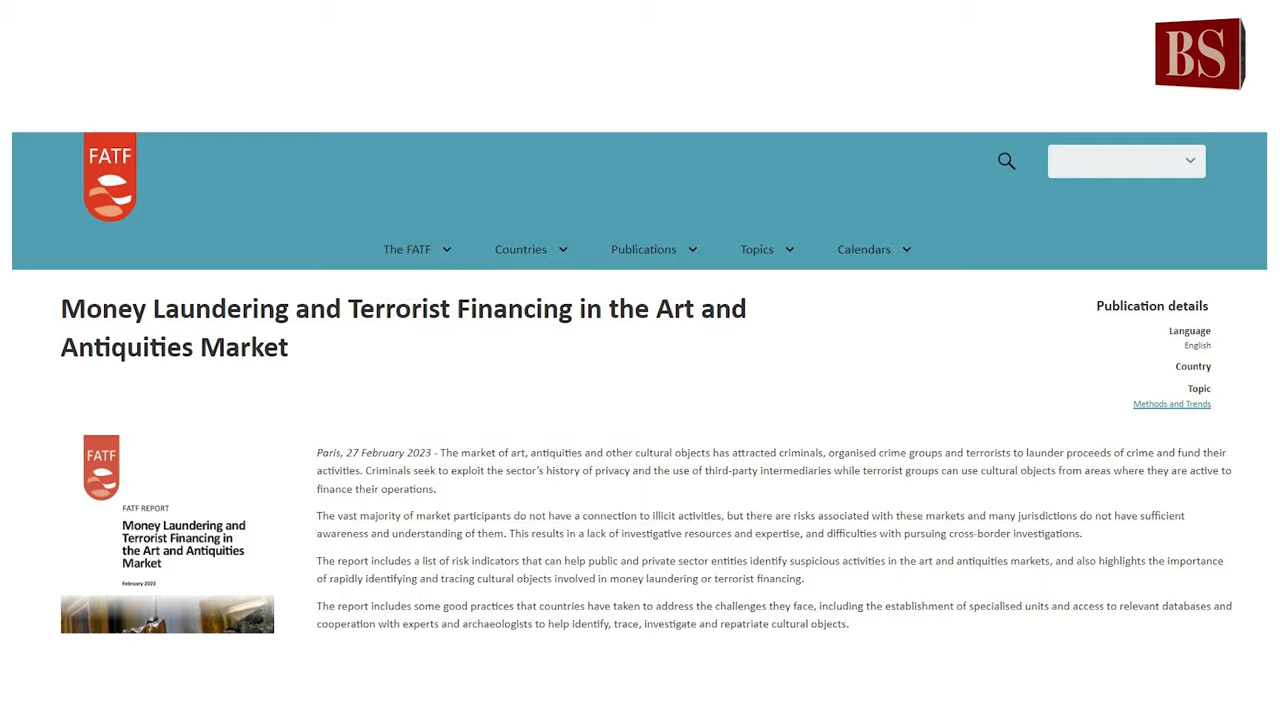 BS
FATF
The FATF
Countries
Publications
Topics
Calendars
Money Laundering and Terrorist Financing in the Art and
Antiquities Market
Publication details
Language
English
Country
Topic
Methods and Trends
FATF
FATF REPORT
Money Laundering and
Terrorist Financing in
the Art and Antiquities
Market
February 2023
Paris, 27 February 2023 - The market of art, antiquities and other cultural objects has attracted criminals, organised crime groups and terrorists to launder proceeds of crime and fund their
activities. Criminals seek to exploit the sector's history of privacy and the use of third-party intermediaries while terrorist groups can use cultural objects from areas where they are active to
finance their operations.
The vast majority of market participants do not have a connection to illicit activities, but there are risks associated with these markets and many jurisdictions do not have sufficient
awareness and understanding of them. This results in a lack of investigative resources and expertise, and difficulties with pursuing cross-border investigations.
The report includes a list of risk indicators that can help public and private sector entities identify suspicious activities in the art and antiquities markets, and also highlights the importance
of rapidly identifying and tracing cultural objects involved in money laundering or terrorist financing.
The report includes some good practices that countries have taken to address the challenges they face, including the establishment of specialised units and access to relevant databases and
cooperation with experts and archaeologists to help identify, trace, investigate and repatriate cultural objects.